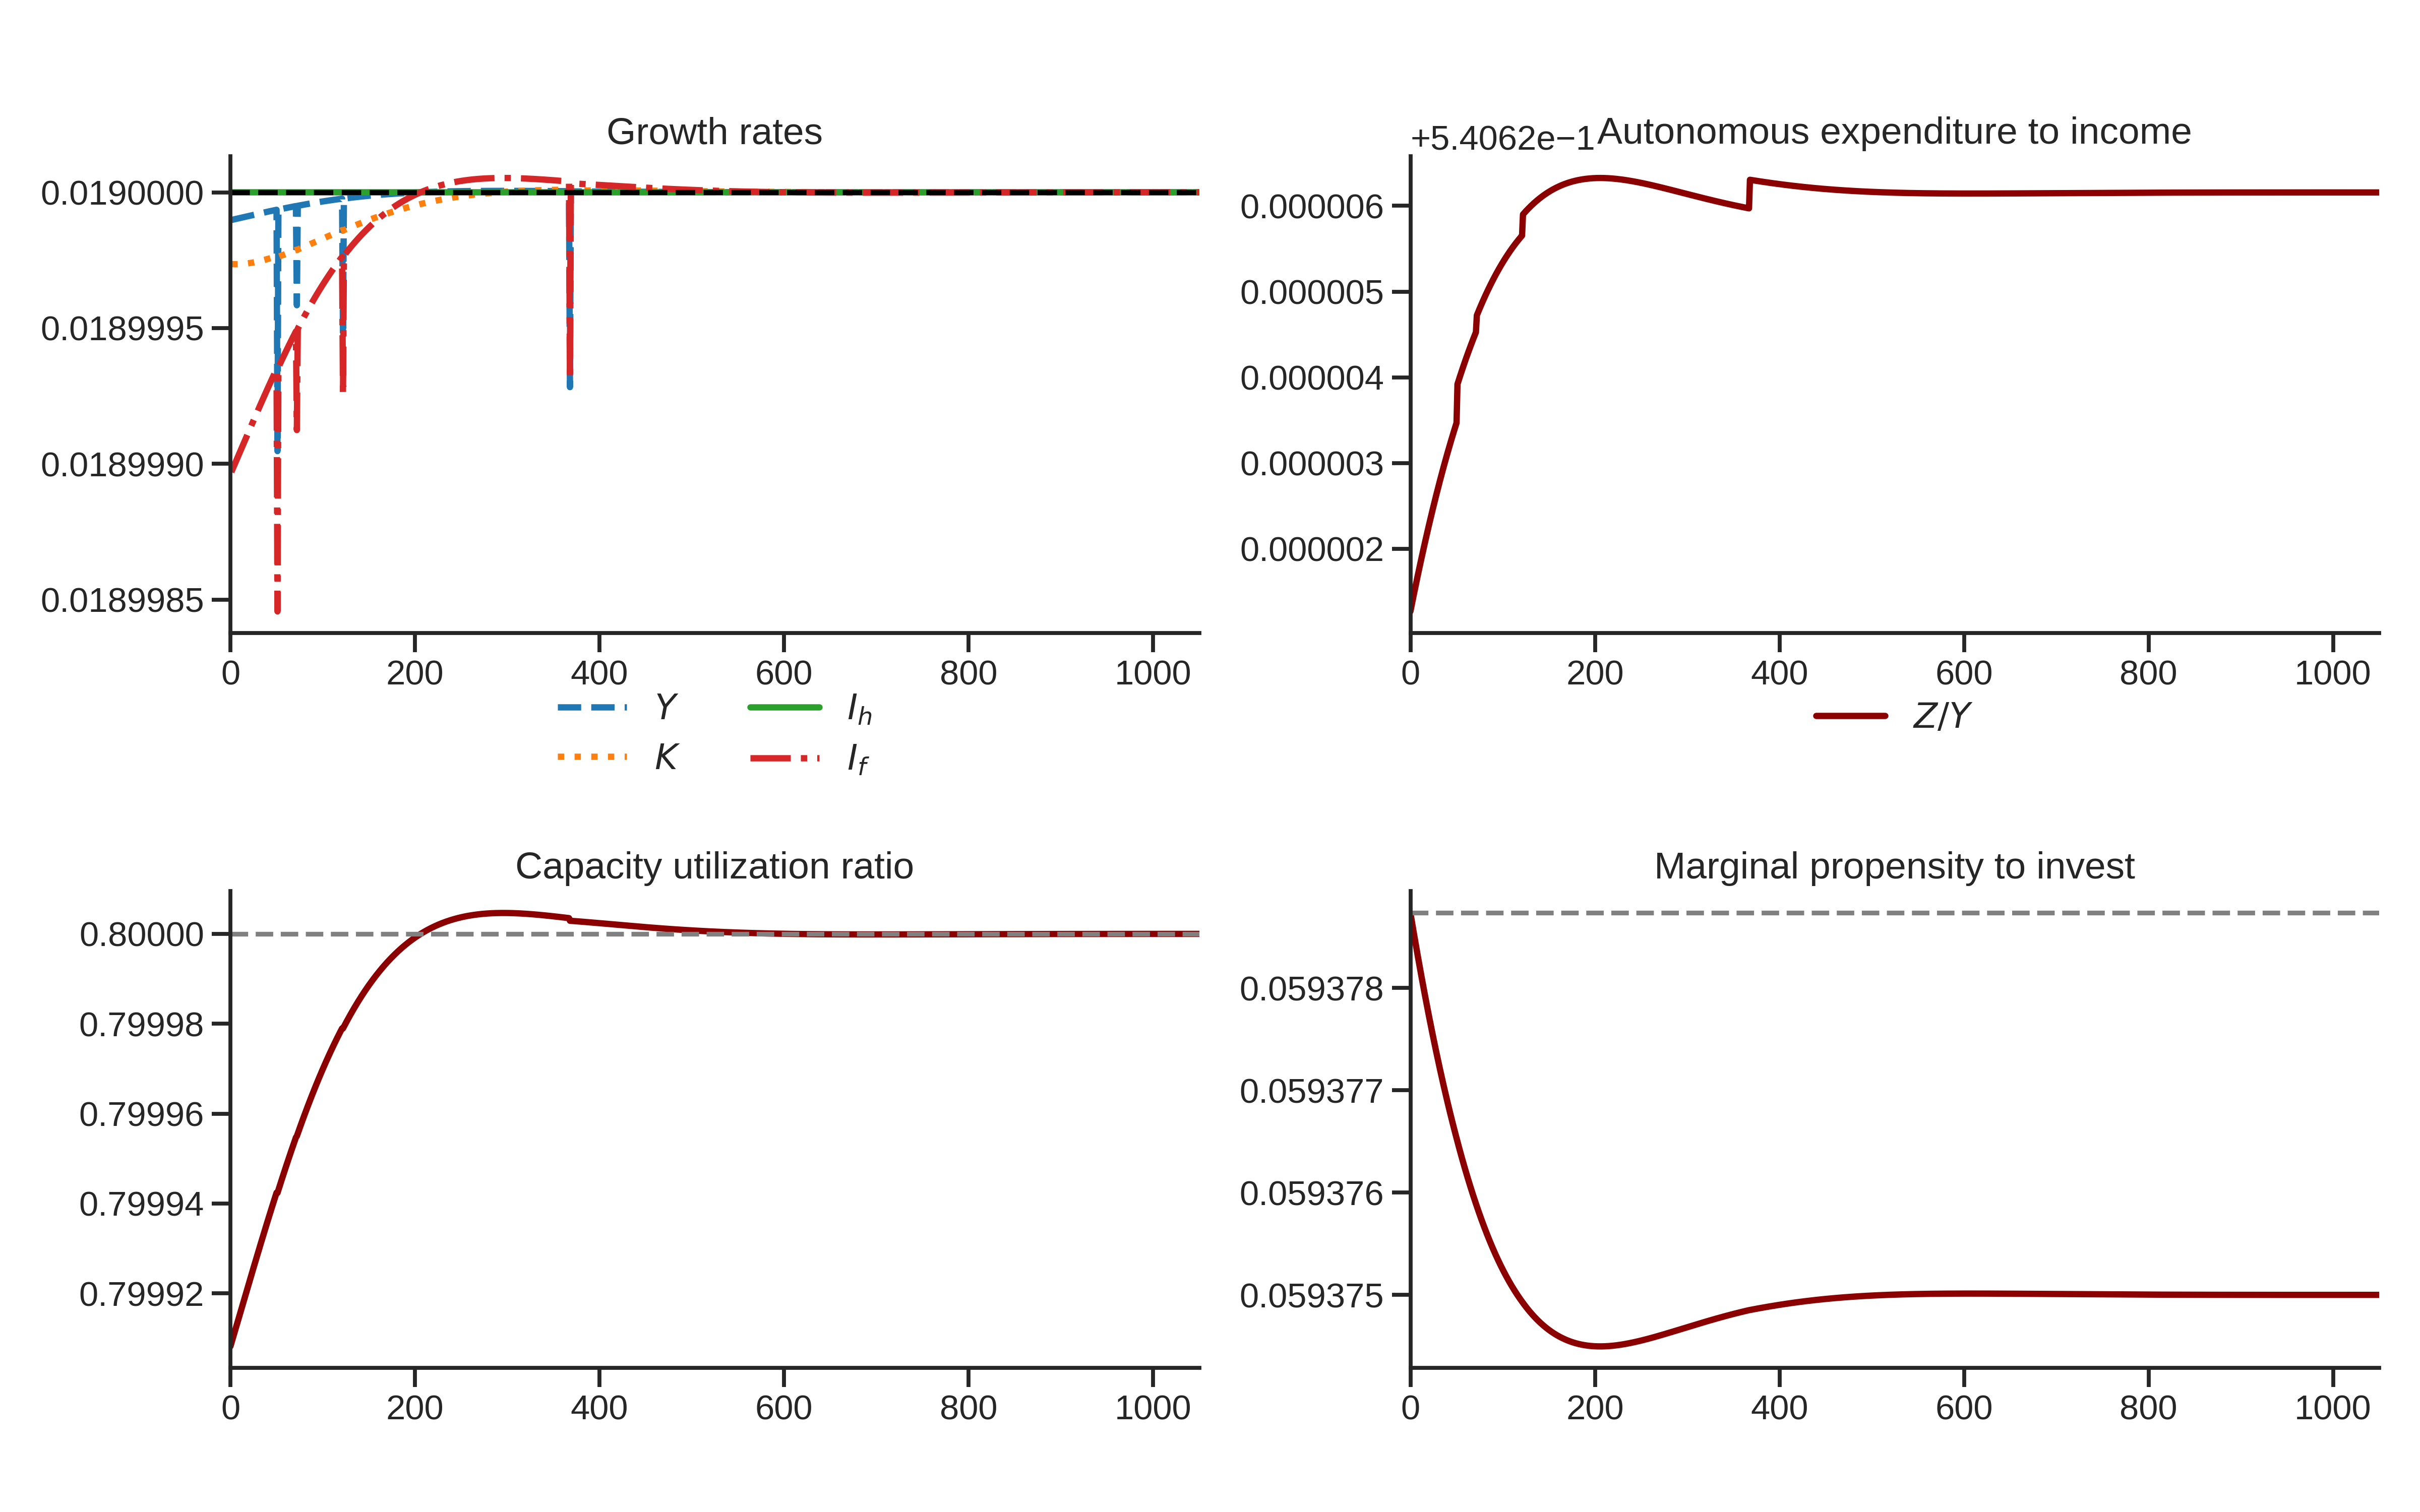 Growth rates
0.0190000
0.0189995
0.0189990
0.0189985
0 200 400 600 800 1000
Y I_h
K I_f
+5.4062e−1 Autonomous expenditure to income
0.000006
0.000005
0.000004
0.000003
0.000002
0 200 400 600 800 1000
Z/Y
Capacity utilization ratio
0.80000
0.79998
0.79996
0.79994
0.79992
0 200 400 600 800 1000
Marginal propensity to invest
0.059378
0.059377
0.059376
0.059375
0 200 400 600 800 1000